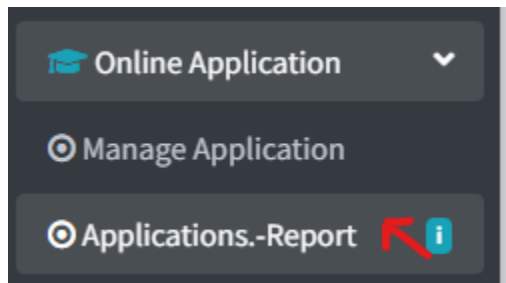 Online Application
Manage Application
Applications.-Report i